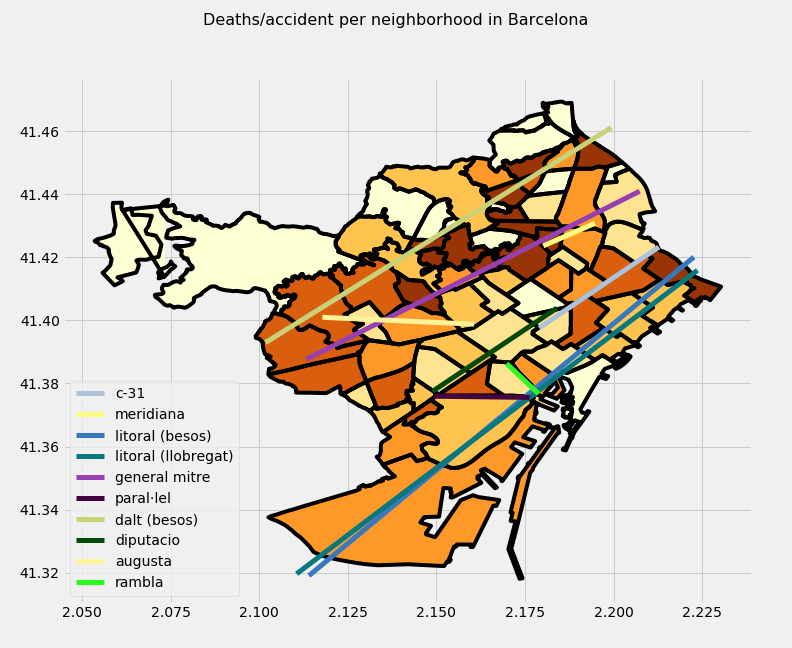 Deaths/accident per neighborhood in Barcelona
41.46
41.44
41.42
41.40
41.38
41.36
41.34
41.32
c-31
meridiana
litoral (besos)
litoral (llobregat)
general mitre
paral·lel
dalt (besos)
diputacio
augusta
rambla
2.050 2.075 2.100 2.125 2.150 2.175 2.200 2.225